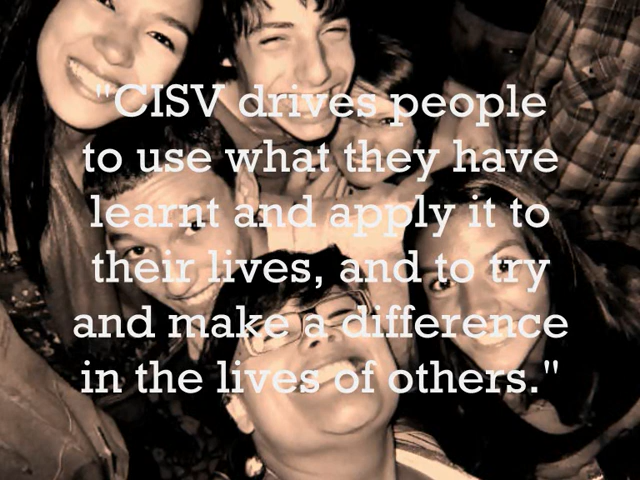 "CISV drives people
to use what they have
learnt and apply it to
their lives, and to try
and make a difference
in the lives of others."